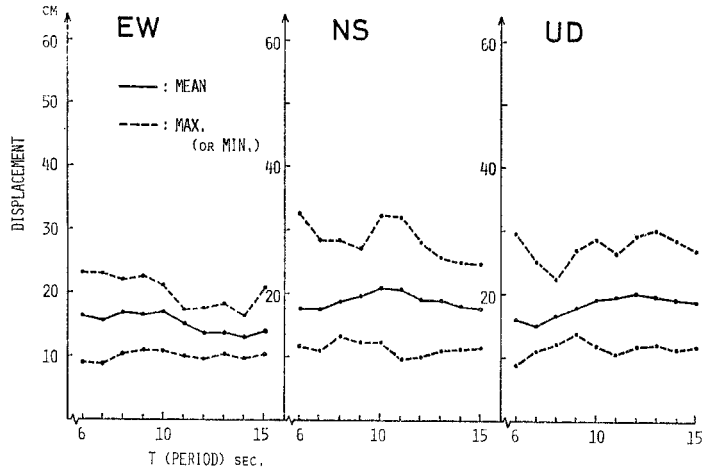 CM
EW
NS
UD
60
50
40
30
20
10
60
40
20
60
40
20
: MEAN
: MAX.
(OR MIN.)
DISPLACEMENT
6 10 15
6 10 15
6 10 15
T (PERIOD) SEC.